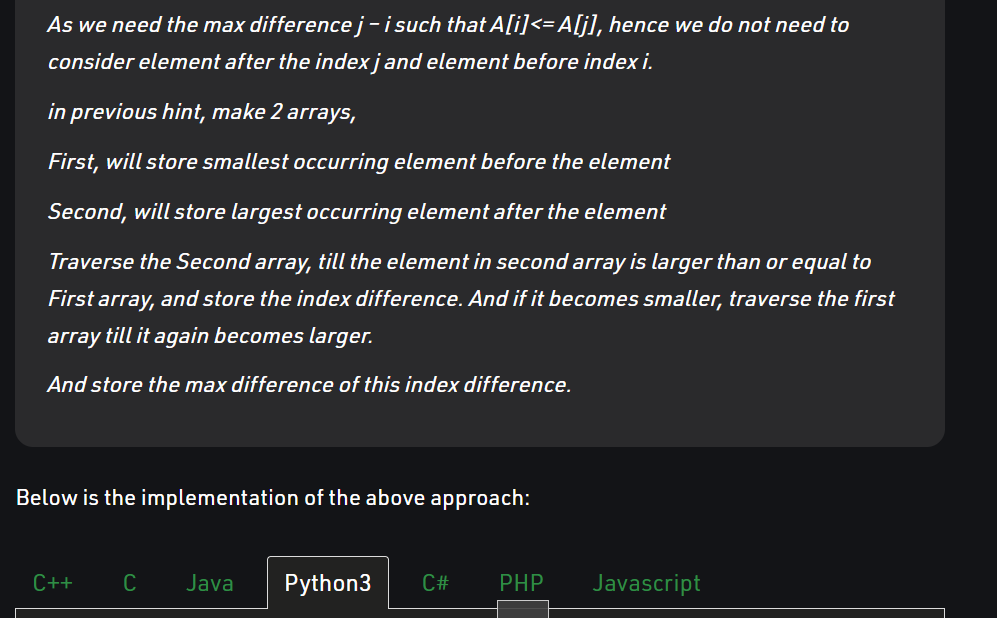 As we need the max difference j – i such that A[i]<= A[j], hence we do not need to
consider element after the index j and element before index i.
in previous hint, make 2 arrays,
First, will store smallest occurring element before the element
Second, will store largest occurring element after the element
Traverse the Second array, till the element in second array is larger than or equal to
First array, and store the index difference. And if it becomes smaller, traverse the first
array till it again becomes larger.
And store the max difference of this index difference.
Below is the implementation of the above approach:
C++ C Java Python3 C# PHP Javascript